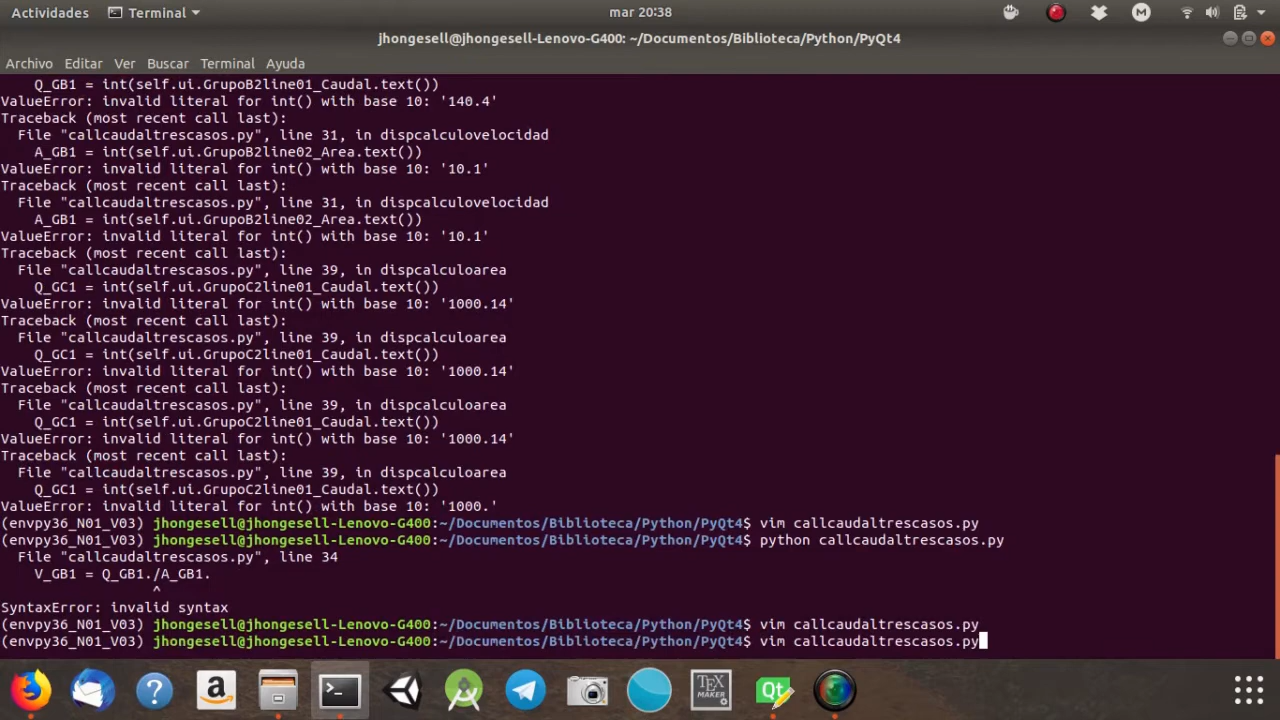 Actividades
Terminal
mar 20:38
M
jhongesell@jhongesell-Lenovo-G400: ~/Documentos/Biblioteca/Python/PyQt4
Archivo Editar Ver Buscar Terminal Ayuda
Q_GB1 = int(self.ui.GrupoB2line01_Caudal.text())
ValueError: invalid literal for int() with base 10: '140.4'
Traceback (most recent call last):
File "callcaudaltrescasos.py", line 31, in dispcalculovelocidad
A_GB1 = int(self.ui.GrupoB2line02_Area.text())
ValueError: invalid literal for int() with base 10: '10.1'
Traceback (most recent call last):
File "callcaudaltrescasos.py", line 31, in dispcalculovelocidad
A_GB1 = int(self.ui.GrupoB2line02_Area.text())
ValueError: invalid literal for int() with base 10: '10.1'
Traceback (most recent call last):
File "callcaudaltrescasos.py", line 39, in dispcalculoarea
Q_GC1 = int(self.ui.GrupoC2line01_Caudal.text())
ValueError: invalid literal for int() with base 10: '1000.14'
Traceback (most recent call last):
File "callcaudaltrescasos.py", line 39, in dispcalculoarea
Q_GC1 = int(self.ui.GrupoC2line01_Caudal.text())
ValueError: invalid literal for int() with base 10: '1000.14'
Traceback (most recent call last):
File "callcaudaltrescasos.py", line 39, in dispcalculoarea
Q_GC1 = int(self.ui.GrupoC2line01_Caudal.text())
ValueError: invalid literal for int() with base 10: '1000.14'
Traceback (most recent call last):
File "callcaudaltrescasos.py", line 39, in dispcalculoarea
Q_GC1 = int(self.ui.GrupoC2line01_Caudal.text())
ValueError: invalid literal for int() with base 10: '1000.'
(envpy36_N01_V03) jhongesell@jhongesell-Lenovo-G400:~/Documentos/Biblioteca/Python/PyQt4$ vim callcaudaltrescasos.py
(envpy36_N01_V03) jhongesell@jhongesell-Lenovo-G400:~/Documentos/Biblioteca/Python/PyQt4$ python callcaudaltrescasos.py
File "callcaudaltrescasos.py", line 34
V_GB1 = Q_GB1./A_GB1.
^
SyntaxError: invalid syntax
(envpy36_N01_V03) jhongesell@jhongesell-Lenovo-G400:~/Documentos/Biblioteca/Python/PyQt4$ vim callcaudaltrescasos.py
(envpy36_N01_V03) jhongesell@jhongesell-Lenovo-G400:~/Documentos/Biblioteca/Python/PyQt4$ vim callcaudaltrescasos.py
? a >_ TEX MAKER Qt